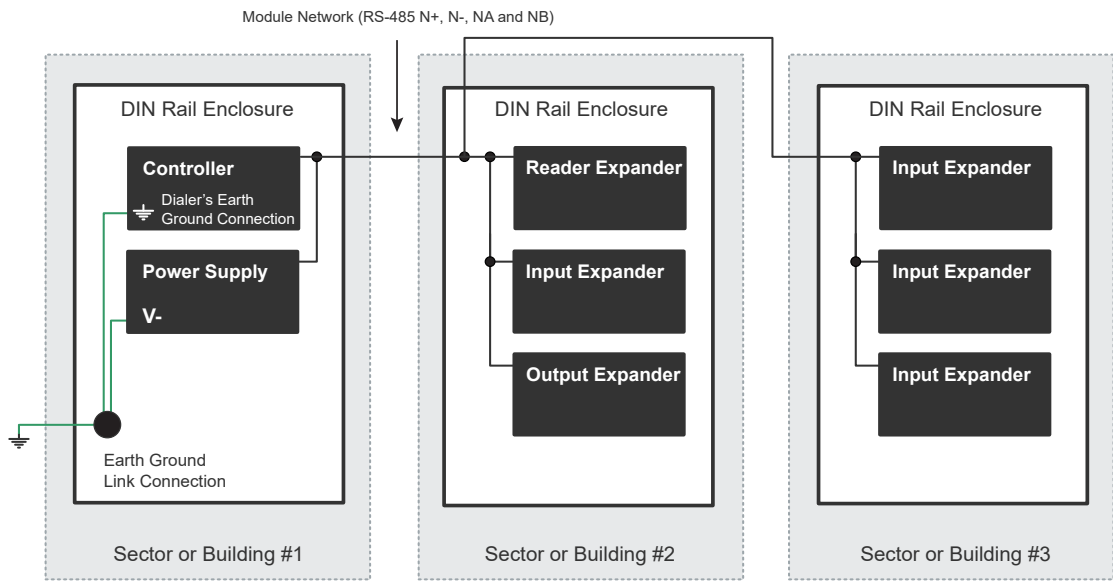 Module Network (RS-485 N+, N-, NA and NB)
DIN Rail Enclosure
Controller
Dialer's Earth
Ground Connection
Power Supply
V-
Earth Ground
Link Connection
Sector or Building #1
DIN Rail Enclosure
Reader Expander
Input Expander
Output Expander
Sector or Building #2
DIN Rail Enclosure
Input Expander
Input Expander
Input Expander
Sector or Building #3